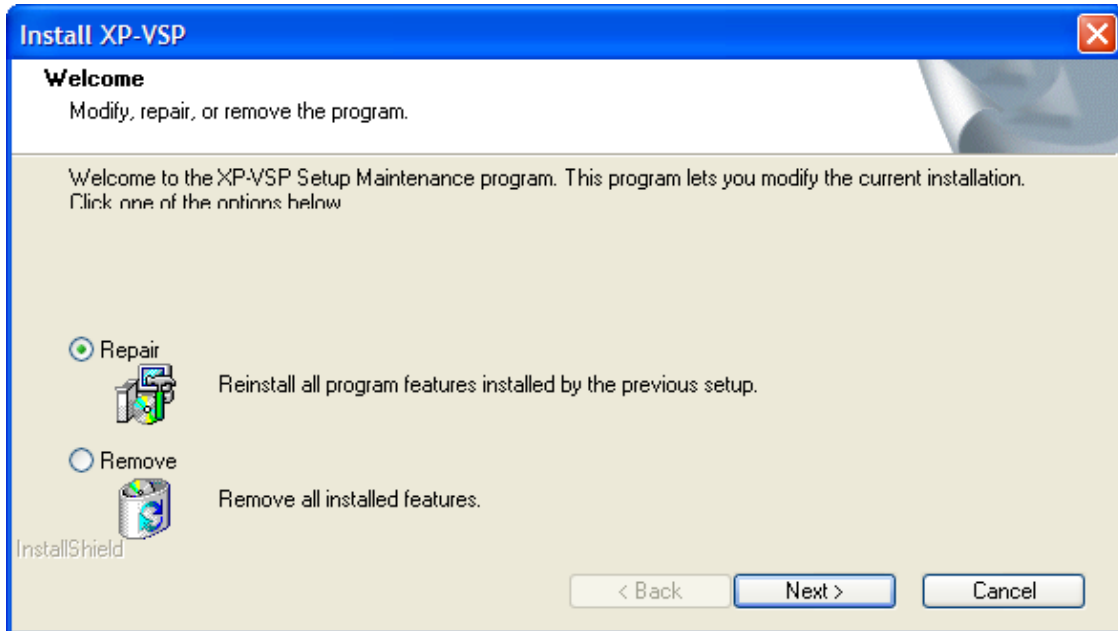 Install XP-VSP
Welcome
Modify, repair, or remove the program.
Welcome to the XP-VSP Setup Maintenance program. This program lets you modify the current installation.
Click one of the options below
Repair
Reinstall all program features installed by the previous setup.
Remove
Remove all installed features.
InstallShield
< Back
Next >
Cancel